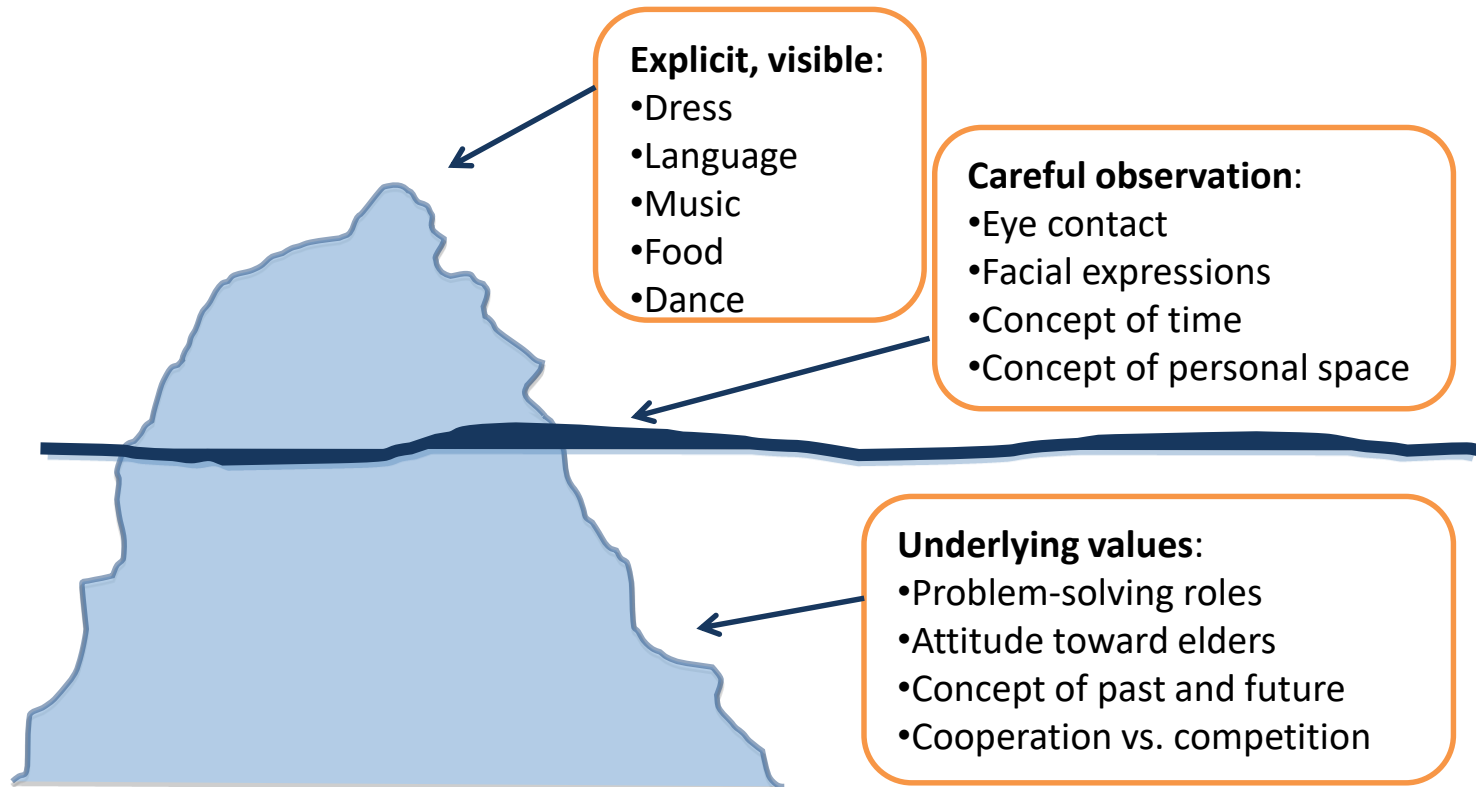 Explicit, visible:
•Dress
•Language
•Music
•Food
•Dance
Careful observation:
•Eye contact
•Facial expressions
•Concept of time
•Concept of personal space
Underlying values:
•Problem-solving roles
•Attitude toward elders
•Concept of past and future
•Cooperation vs. competition